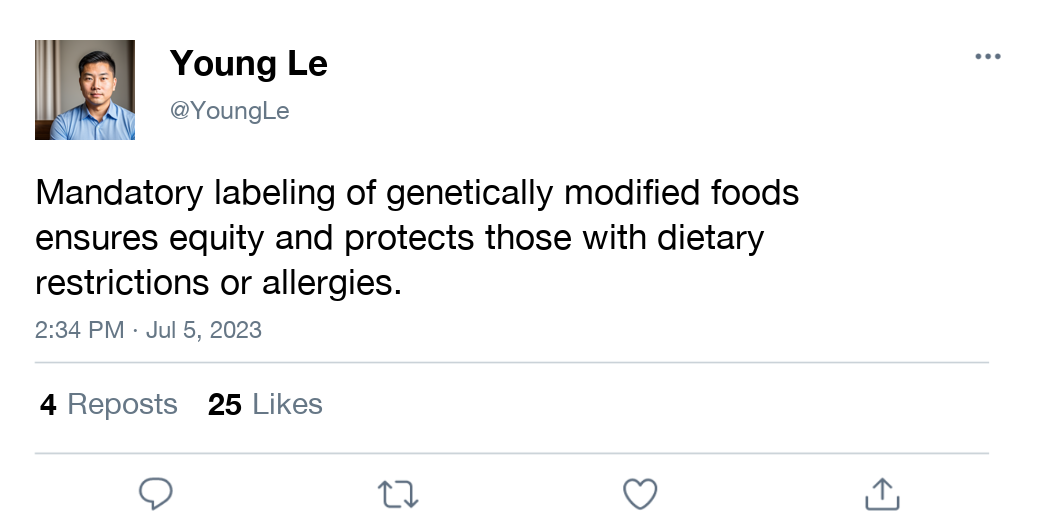 Young Le
@YoungLe
Mandatory labeling of genetically modified foods
ensures equity and protects those with dietary
restrictions or allergies.
2:34 PM · Jul 5, 2023
4 Reposts 25 Likes